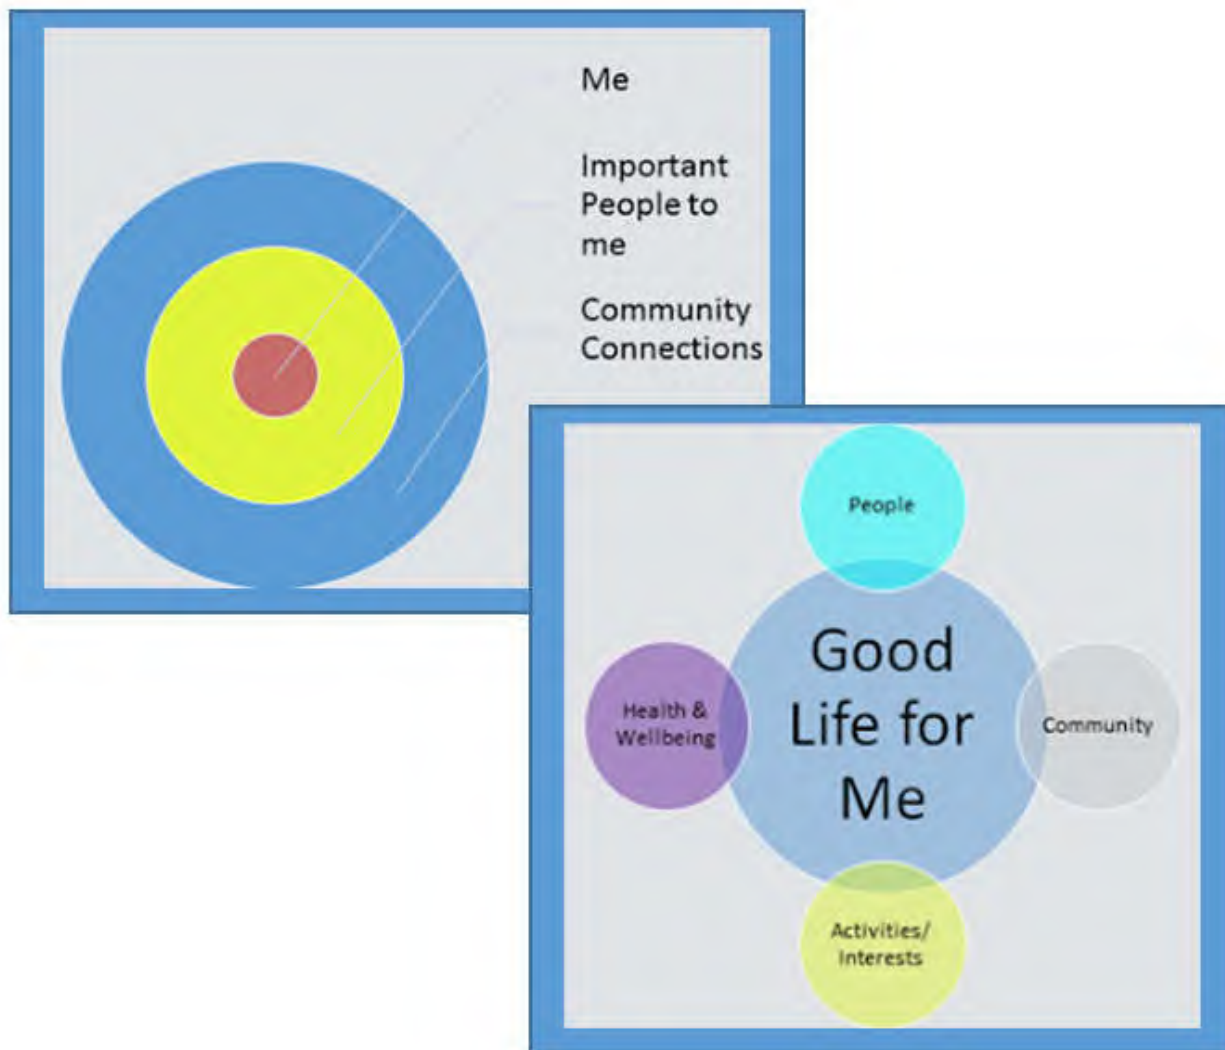 Me
Important
People to
me
Community
Connections
People
Good
Life for
Me
Health &
Wellbeing
Community
Activities/
Interests